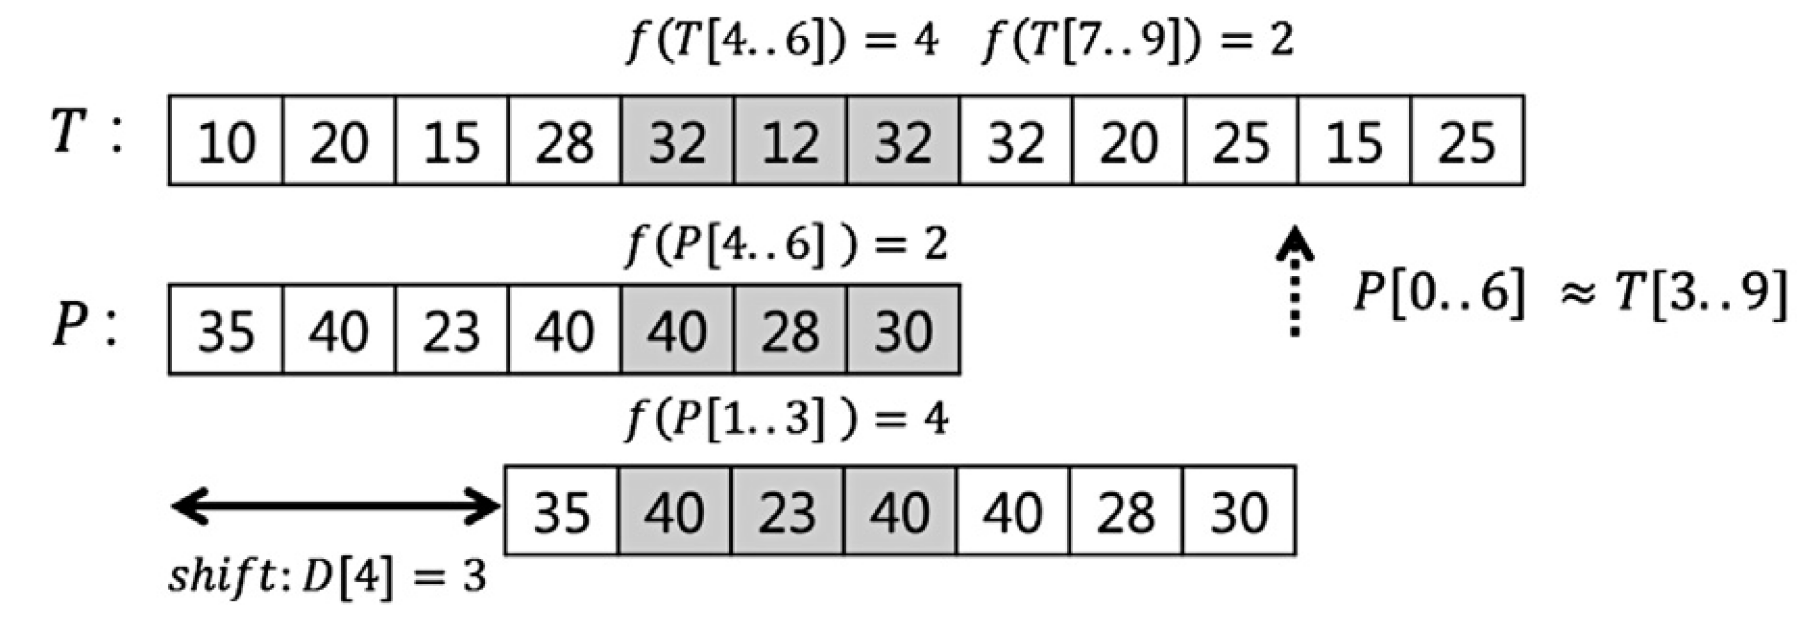 f(T[4..6]) = 4 f(T[7..9]) = 2
T : 10 20 15 28 32 12 32 32 20 25 15 25
f(P[4..6] ) = 2
P : 35 40 23 40 40 28 30
P[0..6] ≈ T[3..9]
f(P[1..3] ) = 4
35 40 23 40 40 28 30
shift: D[4] = 3